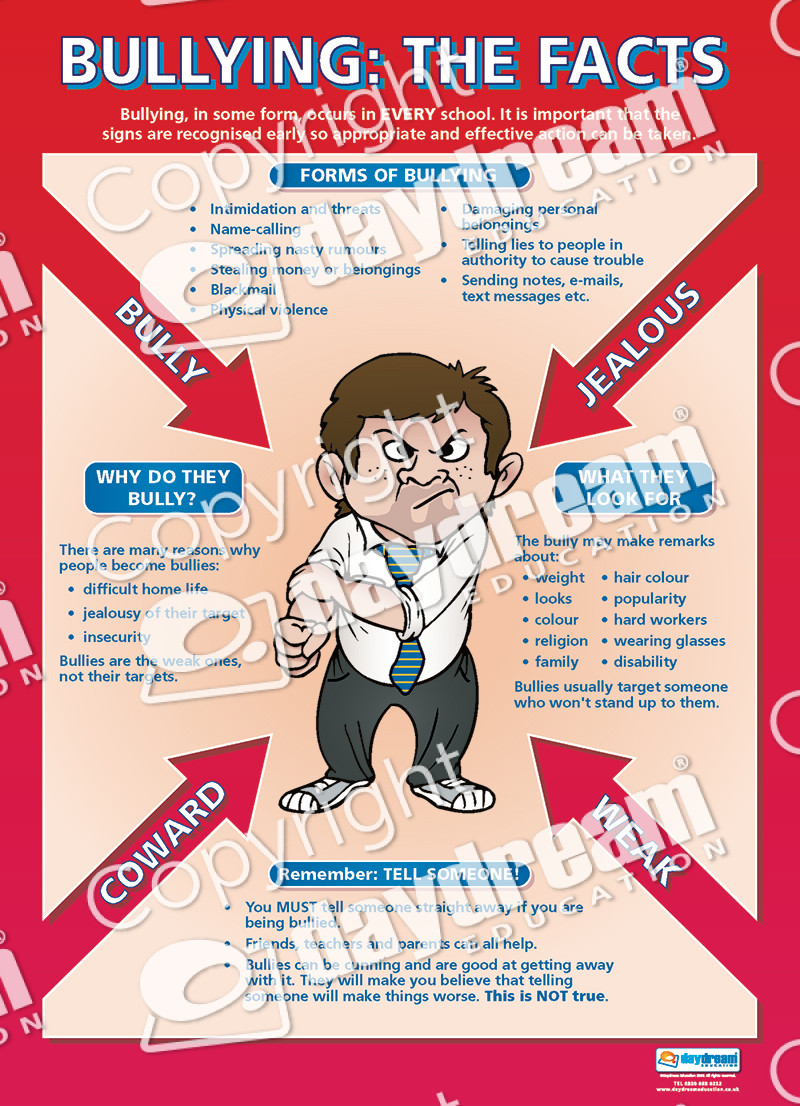 BULLYING: THE FACTS
Bullying, in some form, occurs in EVERY school. It is important that the
signs are recognised early so appropriate and effective action can be taken.
FORMS OF BULLYING
• Intimidation and threats
• Name-calling
• Spreading nasty rumours
• Stealing money or belongings
• Blackmail
• Physical violence
• Damaging personal
belongings
• Telling lies to people in
authority to cause trouble
• Sending notes, e-mails,
text messages etc.
BULLY
JEALOUS
WHY DO THEY
BULLY?
There are many reasons why
people become bullies:
• difficult home life
• jealousy of their target
• insecurity
Bullies are the weak ones,
not their targets.
WHAT THEY
LOOK FOR
The bully may make remarks
about:
• weight
• looks
• colour
• religion
• family
• hair colour
• popularity
• hard workers
• wearing glasses
• disability
Bullies usually target someone
who won't stand up to them.
COWARD
WEAK
Remember: TELL SOMEONE!
• You MUST tell someone straight away if you are
being bullied.
• Friends, teachers and parents can all help.
• Bullies can be cunning and are good at getting away
with it. They will make you believe that telling
someone will make things worse. This is NOT true.
daydream
EDUCATION
www.daydreameducation.co.uk
Copyright
daydream®
EDUCATION
Copyright
daydream®
EDUCATION
Copyright
daydream®
EDUCATION